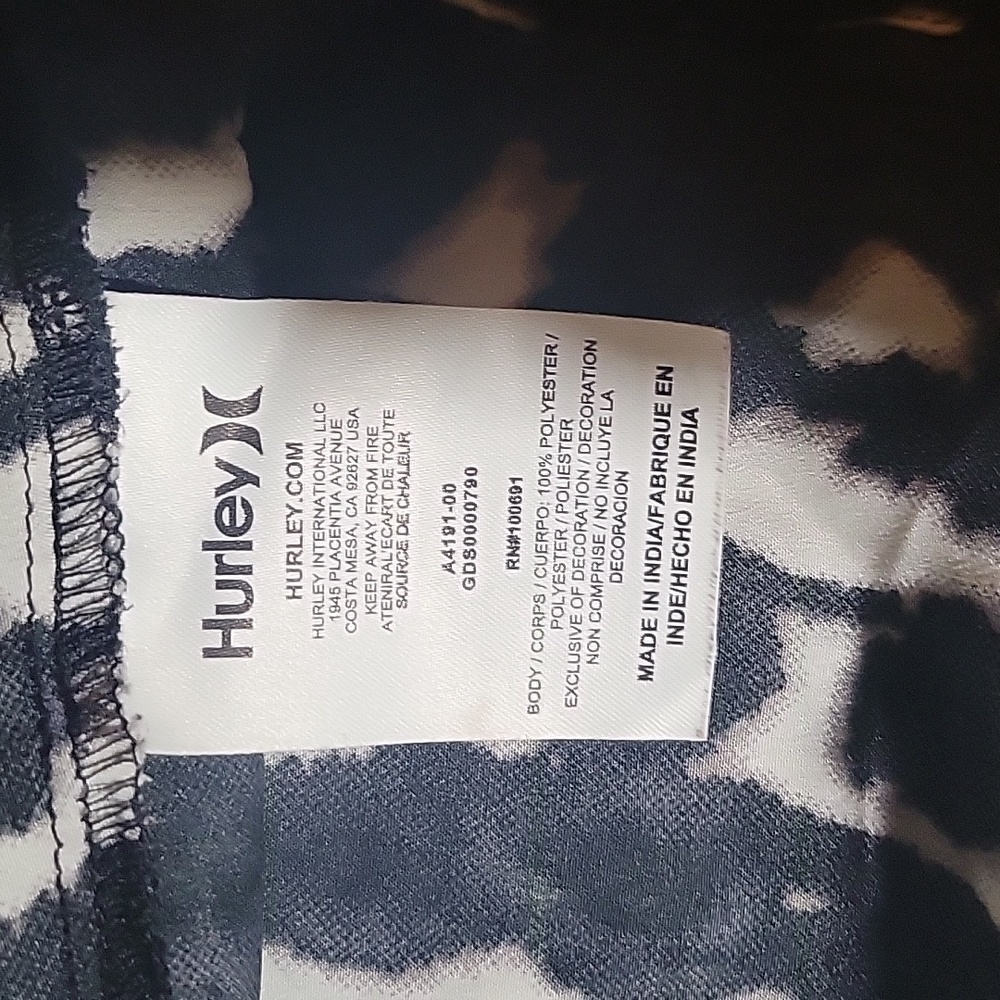 Hurley
HURLEY.COM
HURLEY INTERNATIONAL LLC
1945 PLACENTIA AVENUE
COSTA MESA, CA 92627 USA
KEEP AWAY FROM FIRE
ATENIRAL'ECART DE TOUTE
SOURCE DE CHALEUR
A4191-00
GDS0000790
RN#100691
BODY / CORPS / CUERPO: 100% POLYESTER /
POLYESTER / POLIESTER
EXCLUSIVE OF DECORATION / DECORATION
NON COMPRISE / NO INCLUYE LA
DECORACION
MADE IN INDIA/FABRIQUE EN
INDE/HECHO EN INDIA